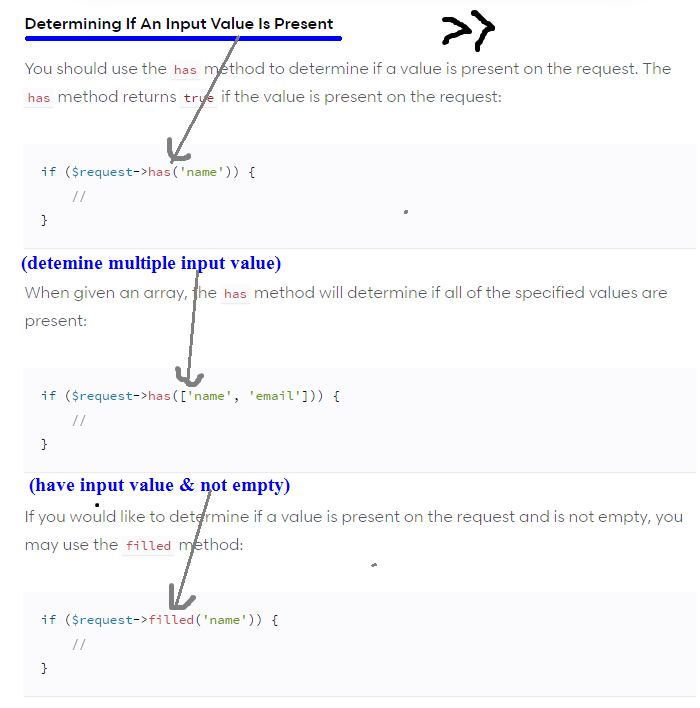 Determining If An Input Value Is Present
You should use the has method to determine if a value is present on the request. The
has method returns true if the value is present on the request:
if ($request->has('name')) {
//
}
(detemine multiple input value)
When given an array, the has method will determine if all of the specified values are
present:
if ($request->has(['name', 'email'])) {
//
}
(have input value & not empty)
If you would like to determine if a value is present on the request and is not empty, you
may use the filled method:
if ($request->filled('name')) {
//
}